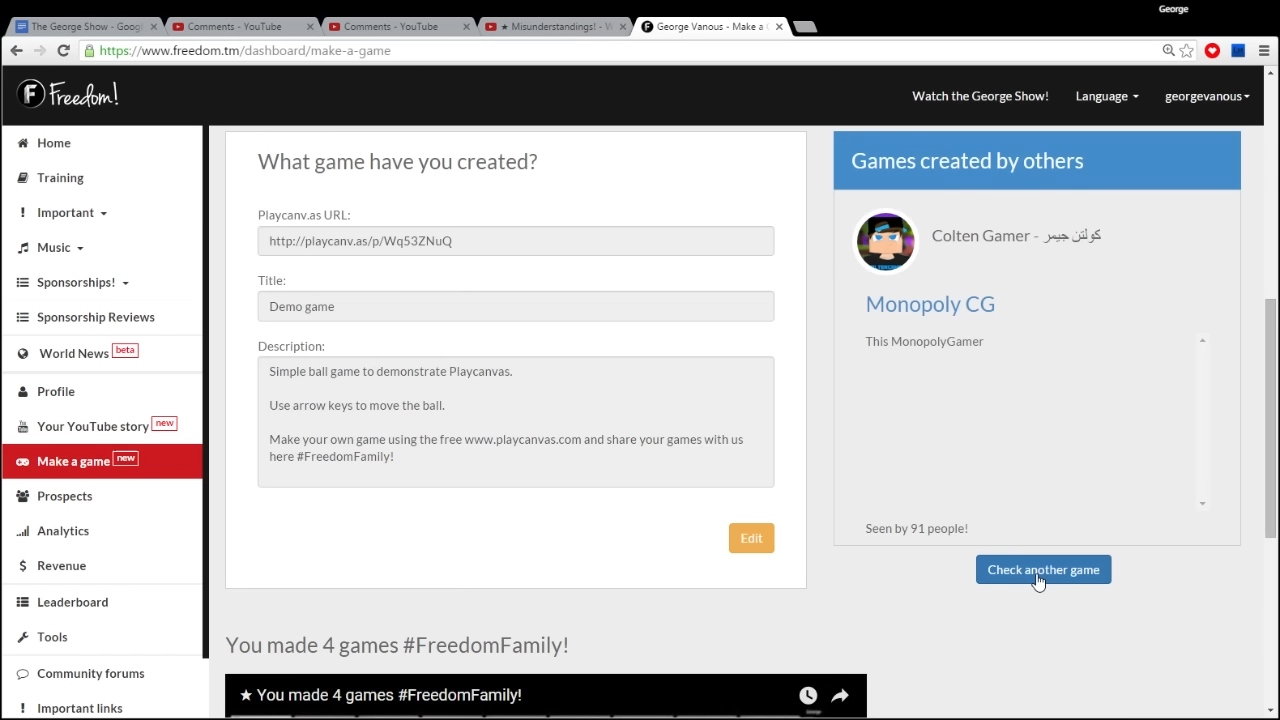 George
The George Show - Goog
Comments - YouTube
Comments - YouTube
★ Misunderstandings! - W
George Vanous - Make a G
https://www.freedom.tm/dashboard/make-a-game
Freedom!
Watch the George Show!
Language
georgevanous
Home
Training
Important
Music
Sponsorships!
Sponsorship Reviews
World News beta
Profile
Your YouTube story new
Make a game new
Prospects
Analytics
Revenue
Leaderboard
Tools
Community forums
Important links
What game have you created?
Playcanv.as URL:
http://playcanv.as/p/Wq53ZNuQ
Title:
Demo game
Description:
Simple ball game to demonstrate Playcanvas.
Use arrow keys to move the ball.
Make your own game using the free www.playcanvas.com and share your games with us
here #FreedomFamily!
Edit
Games created by others
Colten Gamer - كولتن جيمر
Monopoly CG
This MonopolyGamer
Seen by 91 people!
Check another game
You made 4 games #FreedomFamily!
★ You made 4 games #FreedomFamily!